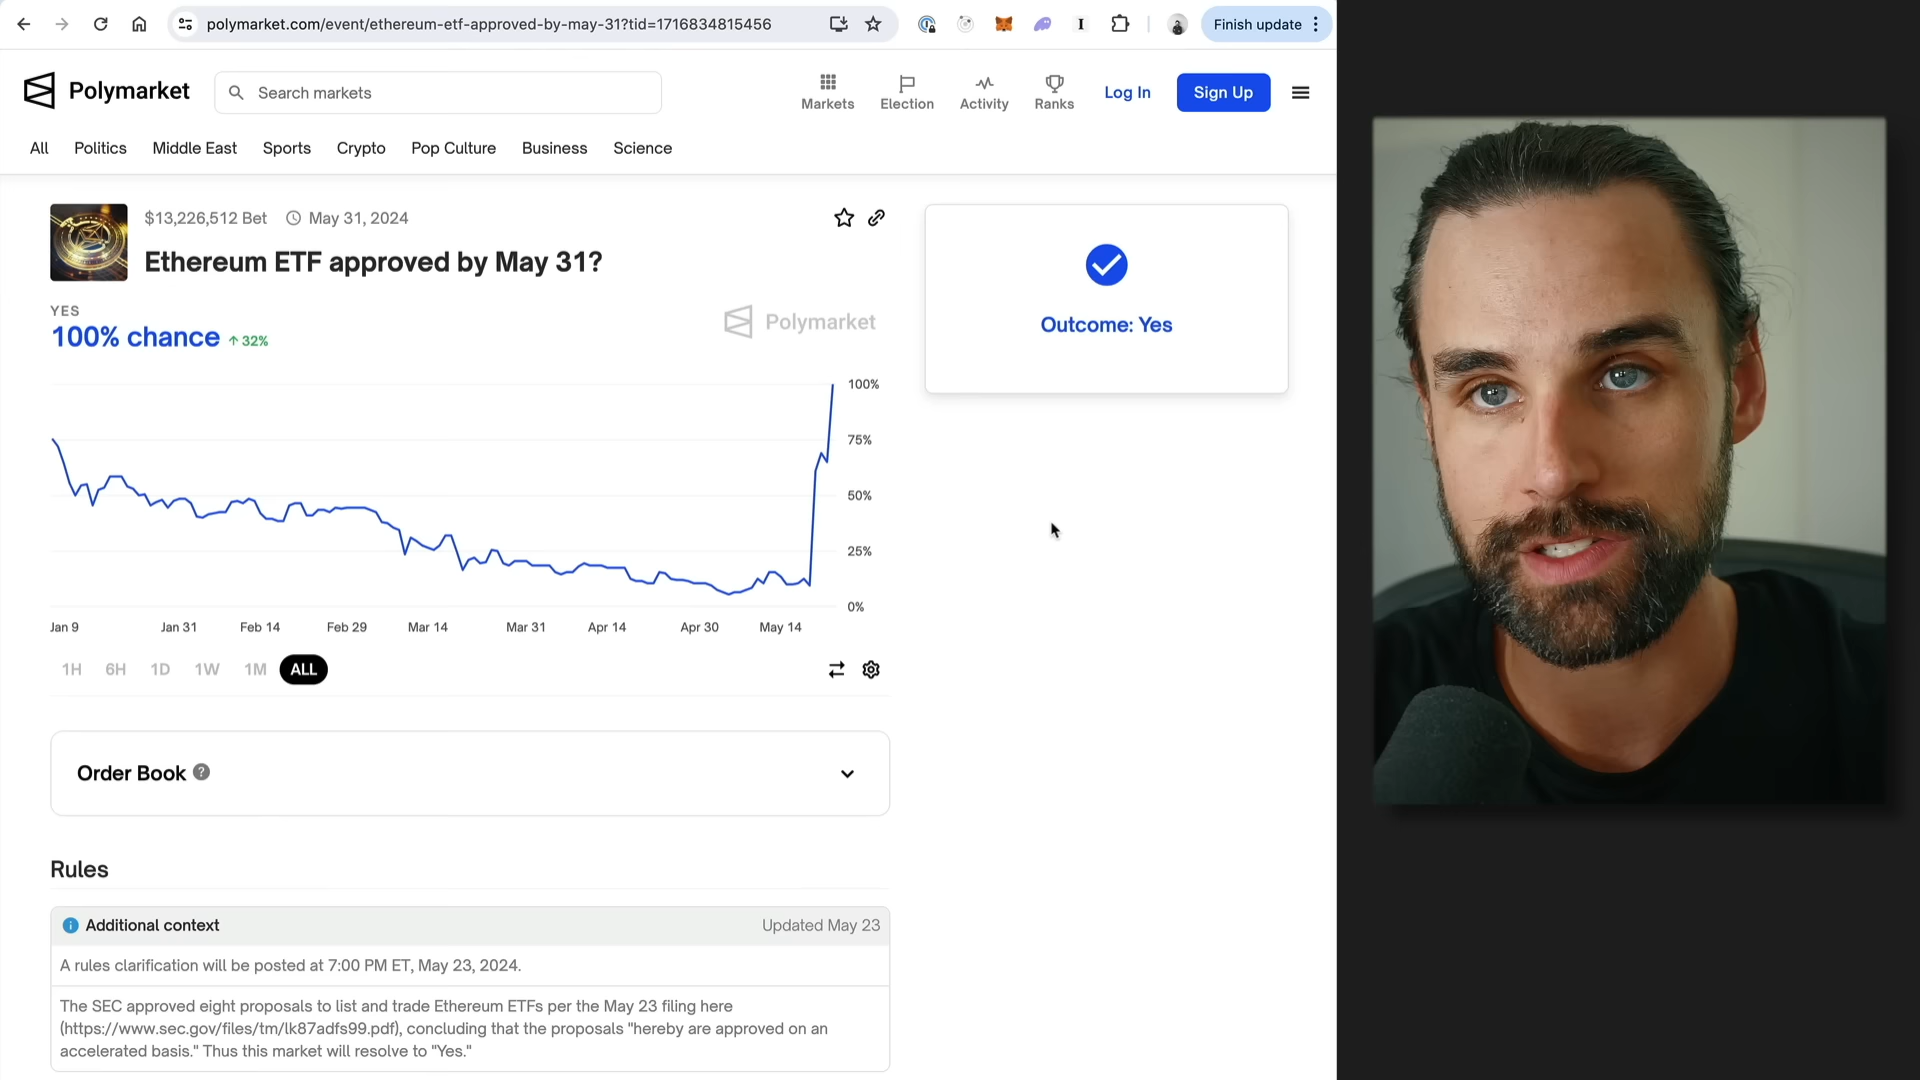 polymarket.com/event/ethereum-etf-approved-by-may-31?tid=1716834815456
Finish update
Polymarket
Search markets
Markets
Election
Activity
Ranks
Log In
Sign Up
All
Politics
Middle East
Sports
Crypto
Pop Culture
Business
Science
$13,226,512 Bet
May 31, 2024
Ethereum ETF approved by May 31?
YES
100% chance
↑ 32%
Polymarket
Outcome: Yes
100%
75%
50%
25%
0%
Jan 9
Jan 31
Feb 14
Feb 29
Mar 14
Mar 31
Apr 14
Apr 30
May 14
1H
6H
1D
1W
1M
ALL
Order Book ?
Rules
Additional context
Updated May 23
A rules clarification will be posted at 7:00 PM ET, May 23, 2024.
The SEC approved eight proposals to list and trade Ethereum ETFs per the May 23 filing here
(https://www.sec.gov/files/tm/lk87adfs99.pdf), concluding that the proposals "hereby are approved on an
accelerated basis." Thus this market will resolve to "Yes."